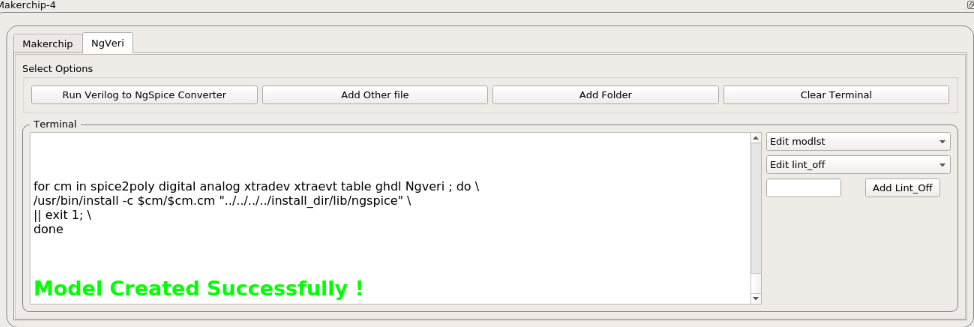 Makerchip-4
Makerchip NgVeri
Select Options
Run Verilog to NgSpice Converter Add Other file Add Folder Clear Terminal
Terminal
Edit modlst
Edit lint_off
Add Lint_Off
for cm in spice2poly digital analog xtradev xtraevt table ghdl Ngveri ; do \
/usr/bin/install -c $cm/$cm.cm "../../../../install_dir/lib/ngspice" \
|| exit 1; \
done
Model Created Successfully !